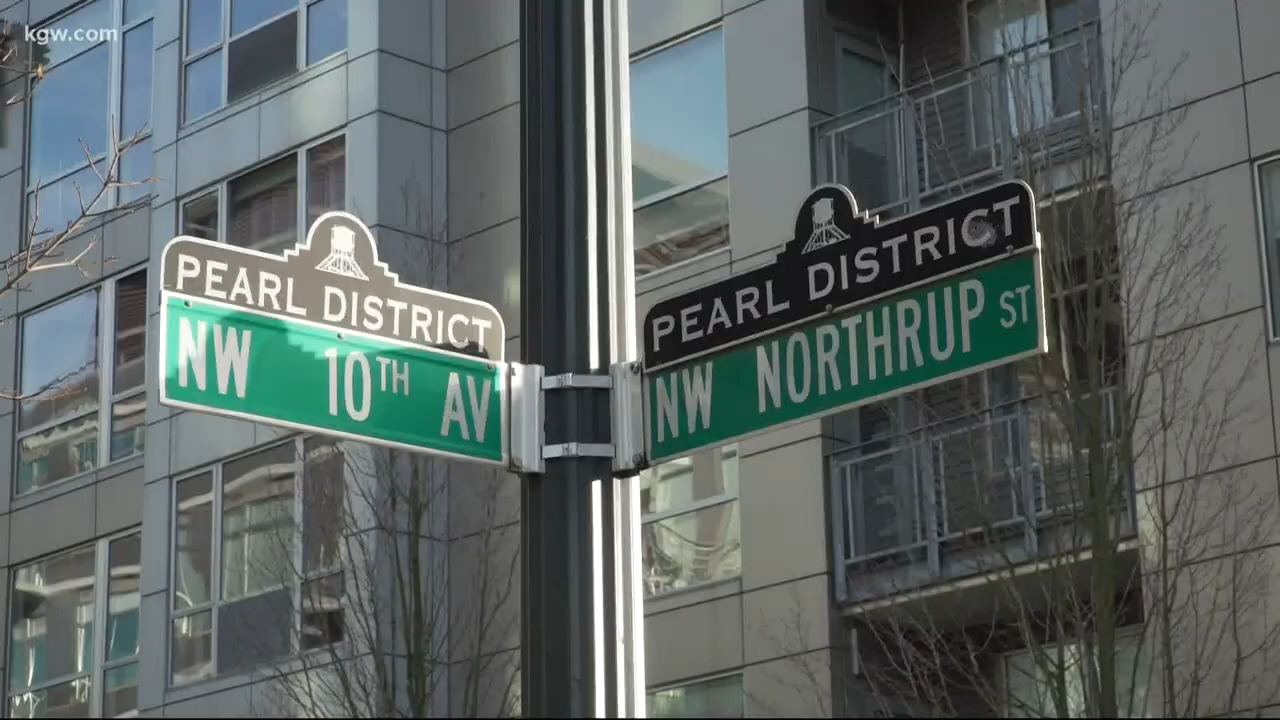 kgw.com
PEARL DISTRICT
NW 10TH AV
PEARL DISTRICT
NW NORTHRUP ST